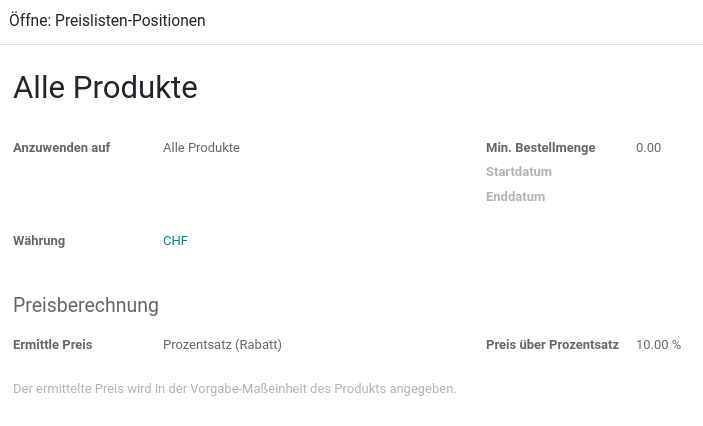 Öffne: Preislisten-Positionen
Alle Produkte
Anzuwenden auf Alle Produkte Min. Bestellmenge 0.00
Startdatum
Enddatum
Währung CHF
Preisberechnung
Ermittle Preis Prozentsatz (Rabatt) Preis über Prozentsatz 10.00 %
Der ermittelte Preis wird in der Vorgabe-Maßeinheit des Produkts angegeben.